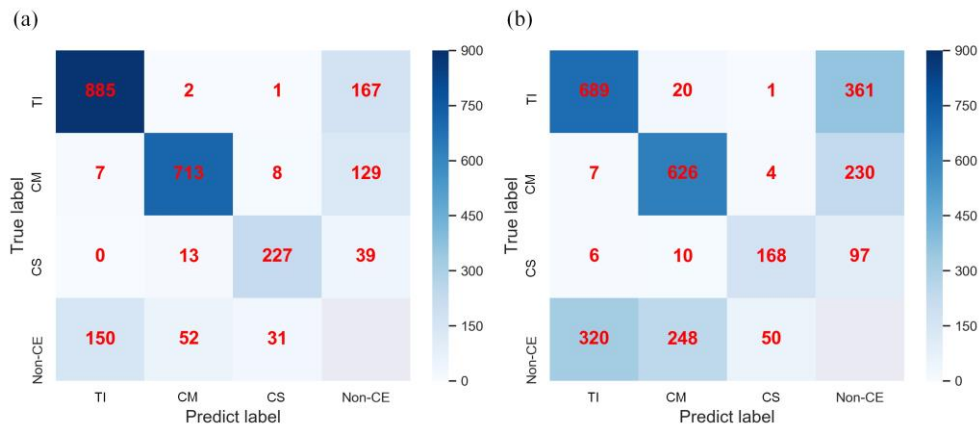 (a)
(b)
TI
885
2
1
167
CM
7
713
8
129
CS
0
13
227
39
Non-CE
150
52
31
TI
CM
CS
Non-CE
Predict label
True label
900
750
600
450
300
150
0
TI
689
20
1
361
CM
7
626
4
230
CS
6
10
168
97
Non-CE
320
248
50
TI
CM
CS
Non-CE
Predict label
True label
900
750
600
450
300
150
0